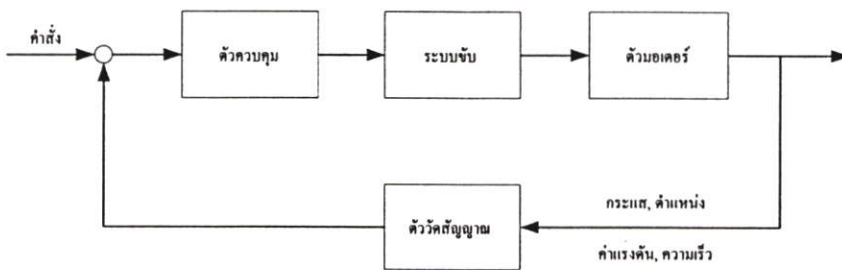 คำสั่ง
ตัวควบคุม
ระบบขับ
ตัวมอเตอร์
ตัววัดสัญญาณ
กระแส, ตำแหน่ง
ค่าแรงดัน, ความเร็ว